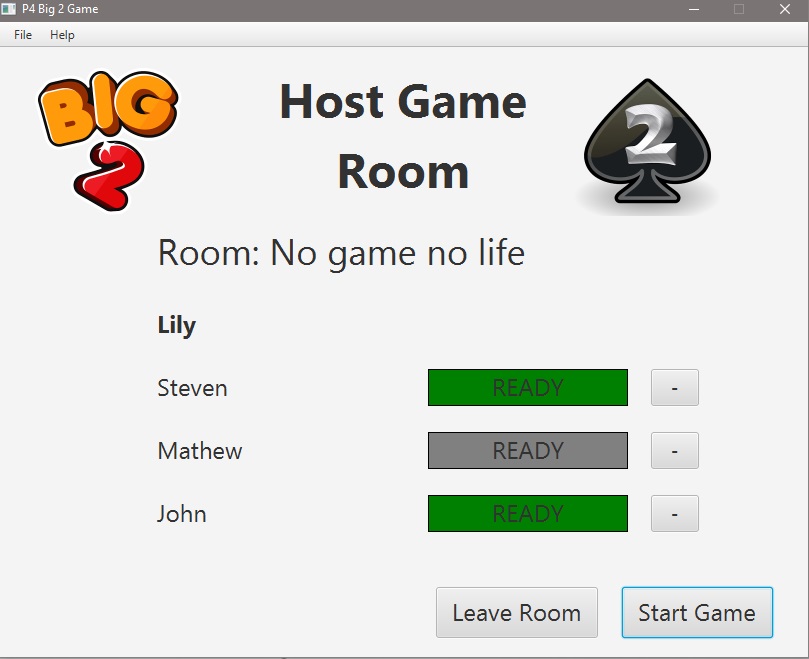 P4 Big 2 Game
File Help
BIG
2
Host Game
Room
2
Room: No game no life
Lily
Steven READY -
Mathew READY -
John READY -
Leave Room Start Game